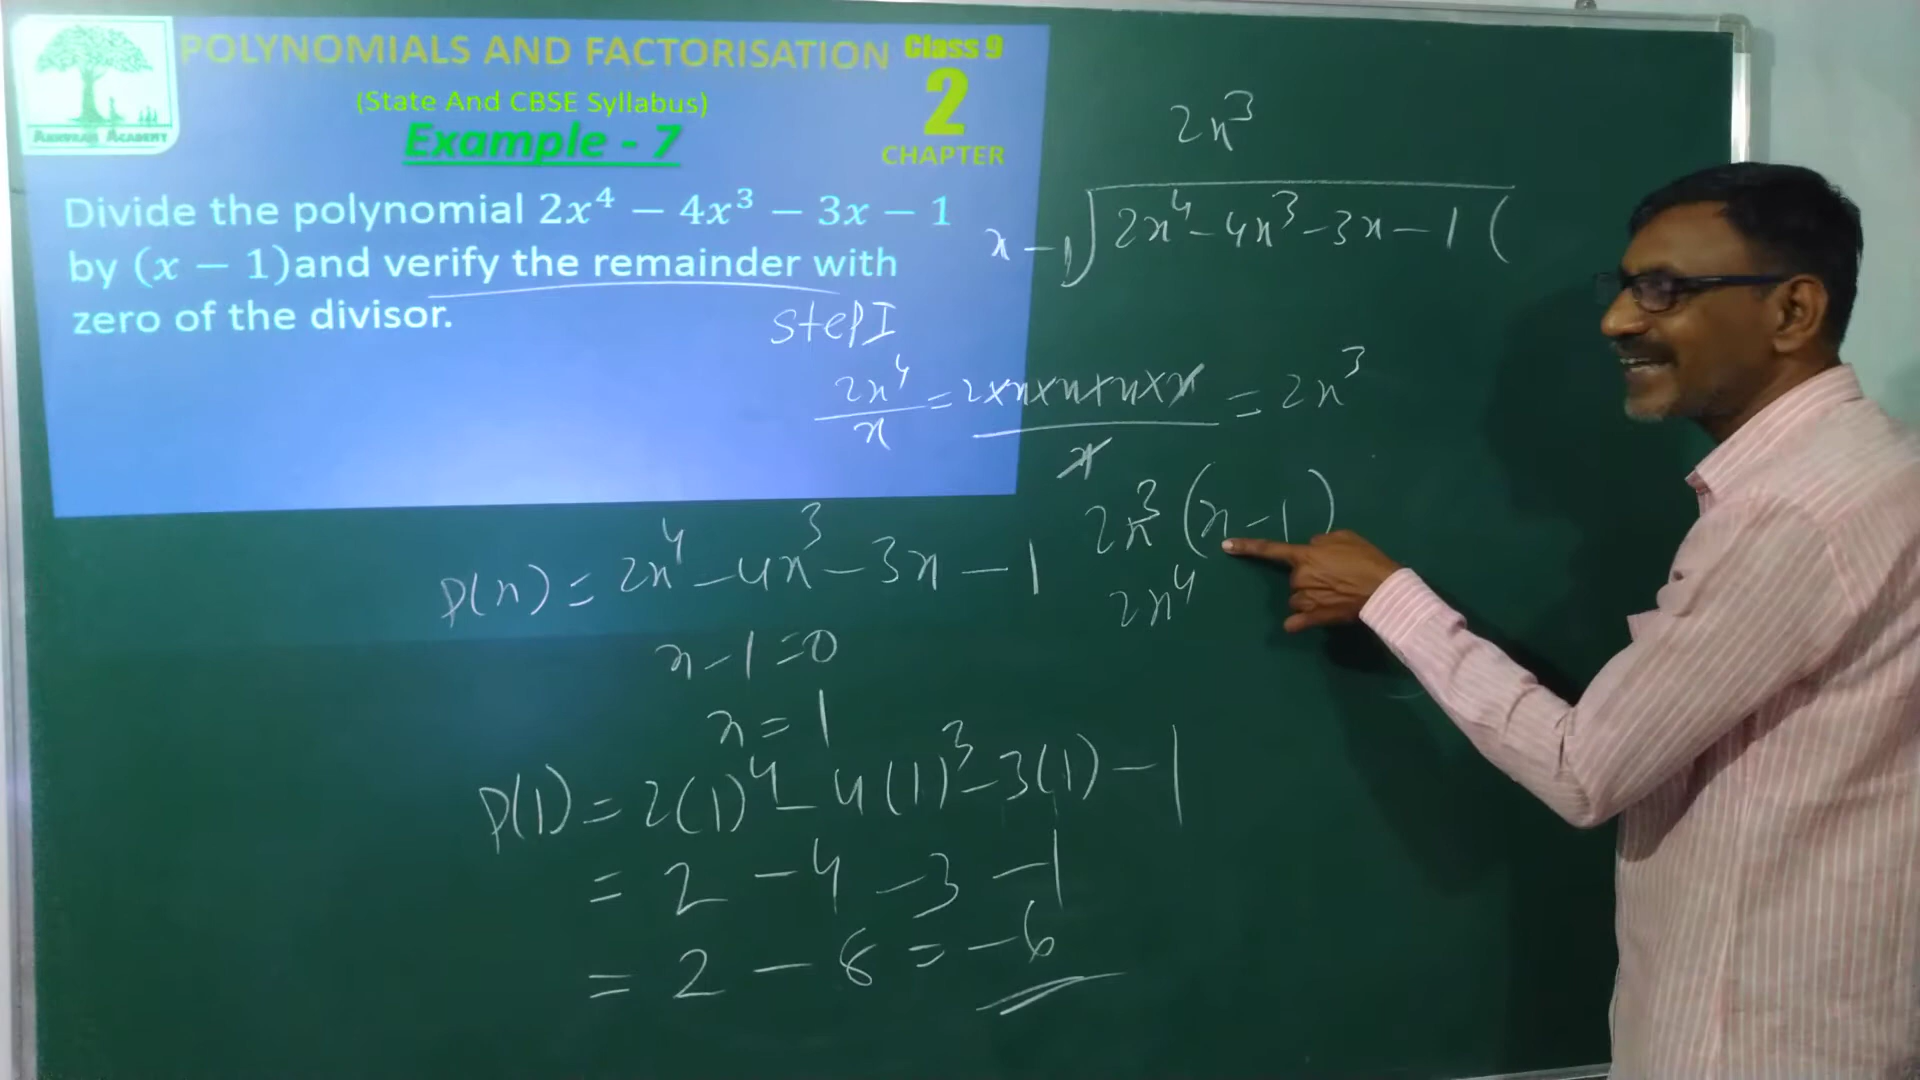 POLYNOMIALS AND FACTORISATION
Class 9
(State And CBSE Syllabus)
2
Example - 7
CHAPTER
Divide the polynomial 2x⁴ − 4x³ − 3x − 1
by (x − 1)and verify the remainder with
zero of the divisor.
2x³
x-1) 2x⁴-4x³-3x-1 (
Step I
2x⁴/x = 2×x×x×x×x/x = 2x³
2x³(x-1)
2x⁴
p(x) = 2x⁴-4x³-3x-1
x-1=0
x=1
p(1) = 2(1)⁴-4(1)³-3(1)-1
= 2-4-3-1
= 2-8=-6